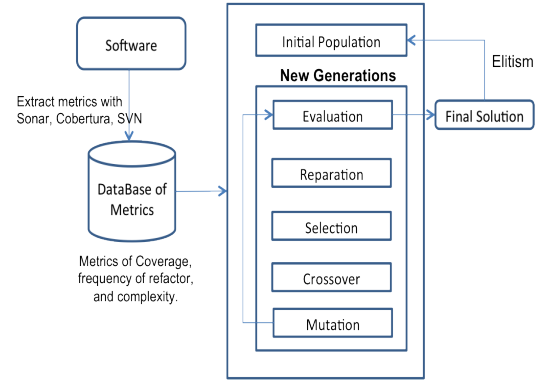 Software
Extract metrics with
Sonar, Cobertura, SVN
DataBase of
Metrics
Metrics of Coverage,
frequency of refactor,
and complexity.
Initial Population
New Generations
Evaluation
Reparation
Selection
Crossover
Mutation
Elitism
Final Solution